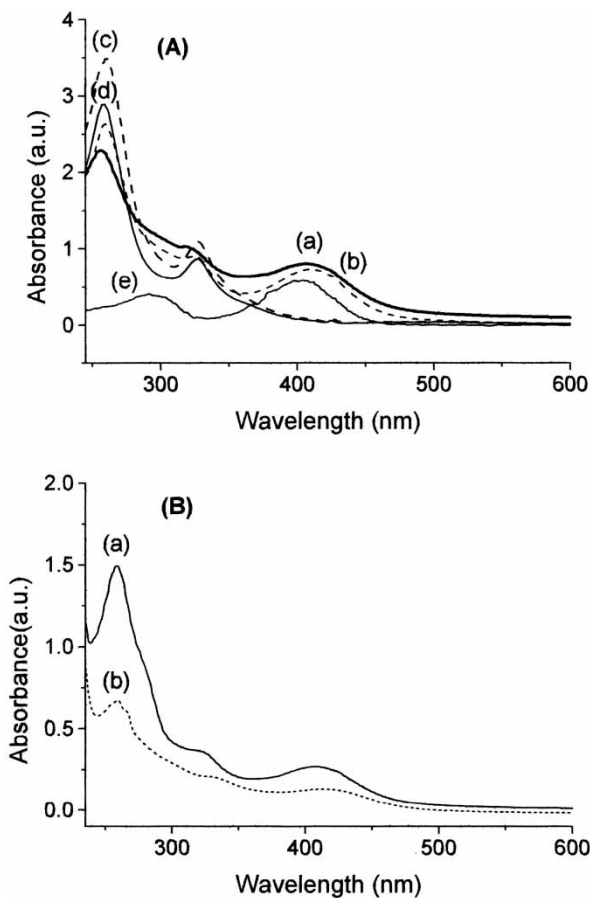 (A)
(c)
(d)
(a)
(b)
(e)
4
3
2
1
0
Absorbance (a.u.)
300 400 500 600
Wavelength (nm)
(B)
(a)
(b)
2.0
1.5
1.0
0.5
0.0
Absorbance(a.u.)
300 400 500 600
Wavelength (nm)